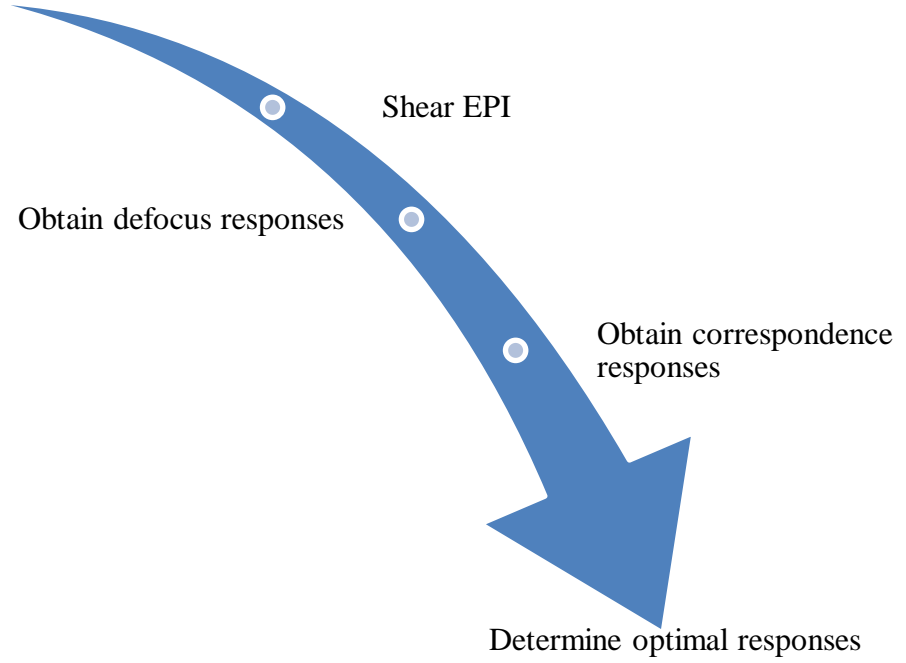 Shear EPI
Obtain defocus responses
Obtain correspondence
responses
Determine optimal responses